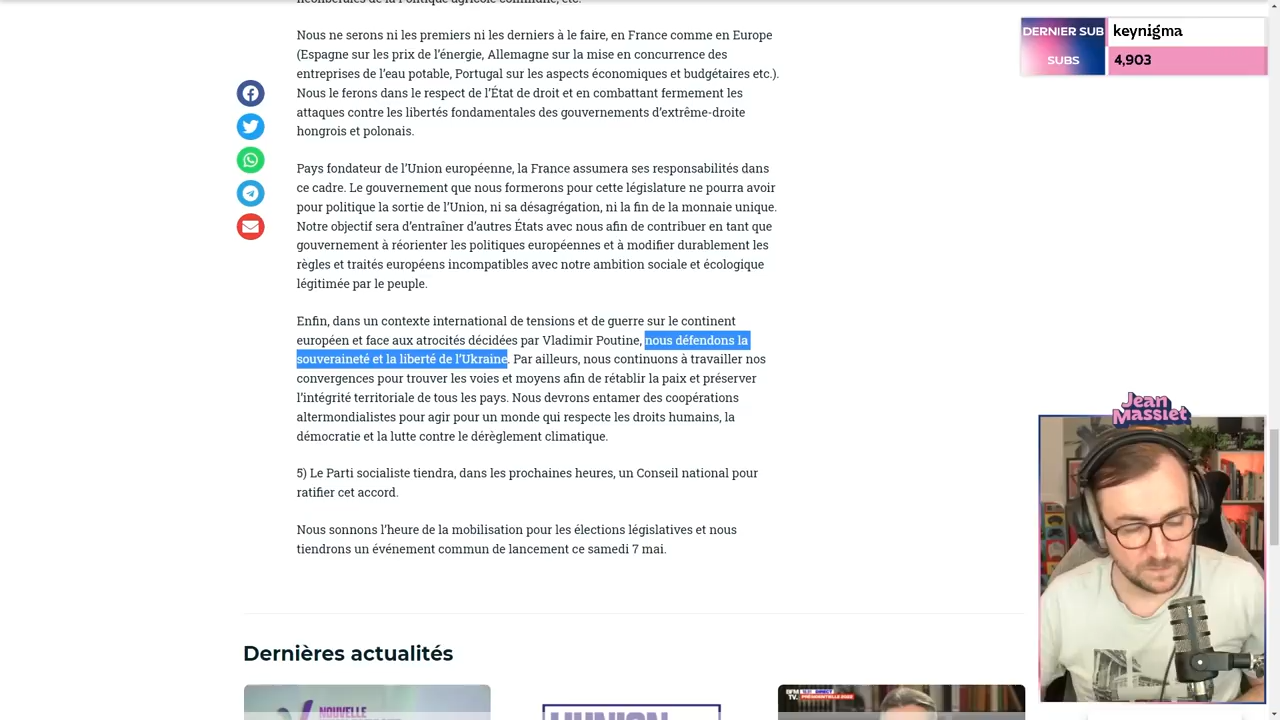 Nous ne serons ni les premiers ni les derniers à le faire, en France comme en Europe
(Espagne sur les prix de l'énergie, Allemagne sur la mise en concurrence des
entreprises de l'eau potable, Portugal sur les aspects économiques et budgétaires etc.).
Nous le ferons dans le respect de l'État de droit et en combattant fermement les
attaques contre les libertés fondamentales des gouvernements d'extrême-droite
hongrois et polonais.
Pays fondateur de l'Union européenne, la France assumera ses responsabilités dans
ce cadre. Le gouvernement que nous formerons pour cette législature ne pourra avoir
pour politique la sortie de l'Union, ni sa désagrégation, ni la fin de la monnaie unique.
Notre objectif sera d'entraîner d'autres États avec nous afin de contribuer en tant que
gouvernement à réorienter les politiques européennes et à modifier durablement les
règles et traités européens incompatibles avec notre ambition sociale et écologique
légitimée par le peuple.
Enfin, dans un contexte international de tensions et de guerre sur le continent
européen et face aux atrocités décidées par Vladimir Poutine, nous défendons la
souveraineté et la liberté de l'Ukraine. Par ailleurs, nous continuons à travailler nos
convergences pour trouver les voies et moyens afin de rétablir la paix et préserver
l'intégrité territoriale de tous les pays. Nous devrons entamer des coopérations
altermondialistes pour agir pour un monde qui respecte les droits humains, la
démocratie et la lutte contre le dérèglement climatique.
5) Le Parti socialiste tiendra, dans les prochaines heures, un Conseil national pour
ratifier cet accord.
Nous sonnons l'heure de la mobilisation pour les élections législatives et nous
tiendrons un événement commun de lancement ce samedi 7 mai.
Dernières actualités
NOUVELLE
L'UNION
BFM
TV.
DIRECT
PRÉSIDENTIELLE 2022
DERNIER SUB
keynigma
SUBS
4,903
Jean
Massiet